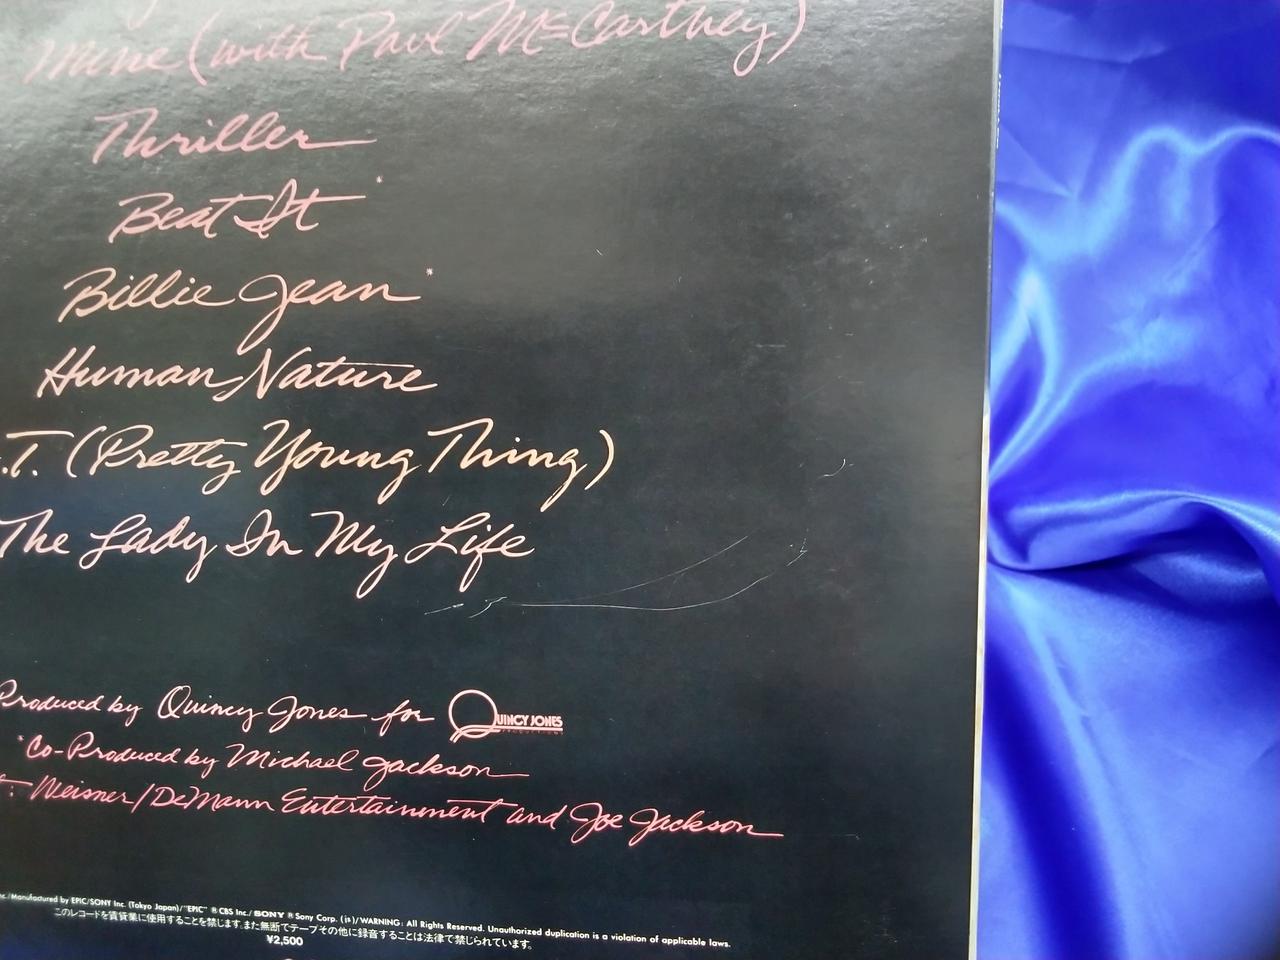 Mine (with Paul McCartney)
Thriller
Beat It*
Billie Jean*
Human Nature
.T. (Pretty Young Thing)
The Lady In My Life
Produced by Quincy Jones for QUINCY JONES PRODUCTIONS
*Co-Produced by Michael Jackson
t: Weisner/DeMann Entertainment and Joe Jackson
nc./Manufactured by EPIC/SONY Inc. (Tokyo Japan)/"EPIC" ® CBS Inc./SONY ® Sony Corp. (js)/WARNING: All Rights Reserved. Unauthorized duplication is a violation of applicable laws.
このレコードを賃貸業に使用することを禁じます。また無断でテープその他に録音することは法律で禁じられています。
¥2,500